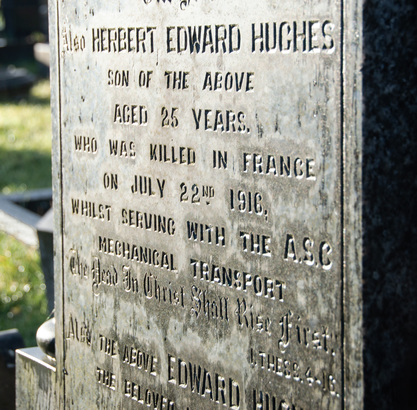 Also HERBERT EDWARD HUGHES
SON OF THE ABOVE
AGED 25 YEARS.
WHO WAS KILLED IN FRANCE
ON JULY 22ND 1916,
WHILST SERVING WITH THE A.S.C
MECHANICAL TRANSPORT
The Dead In Christ Shall Rise First.
1. THESS. 4-16.
Also THE ABOVE EDWARD HUGH
THE BELOVED